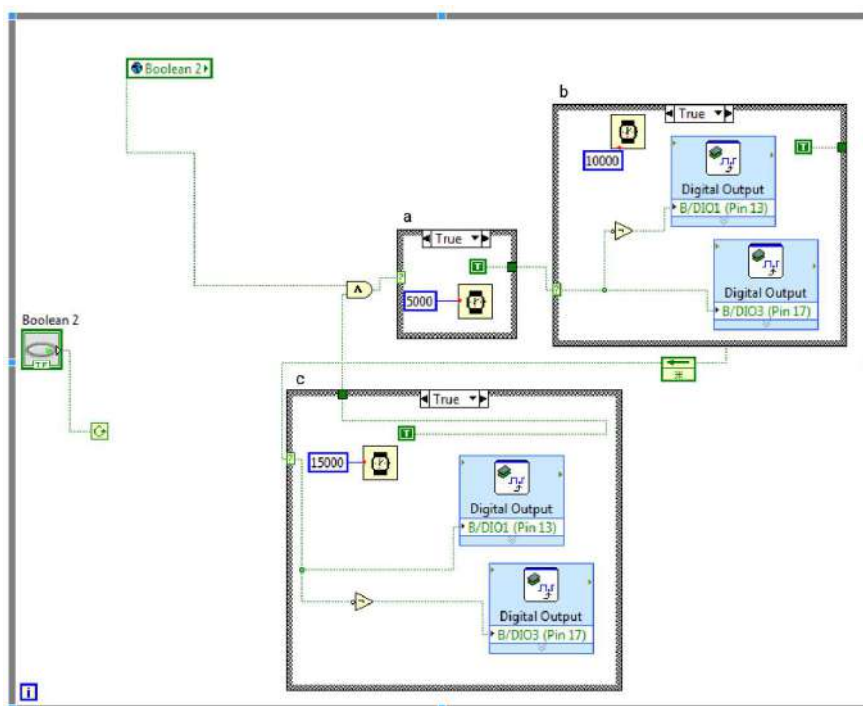 Boolean 2
b
True
10000
T
Digital Output
B/DIO1 (Pin 13)
a
True
T
5000
Digital Output
B/DIO3 (Pin 17)
Boolean 2
TF
c
True
T
15000
Digital Output
B/DIO1 (Pin 13)
Digital Output
B/DIO3 (Pin 17)
i